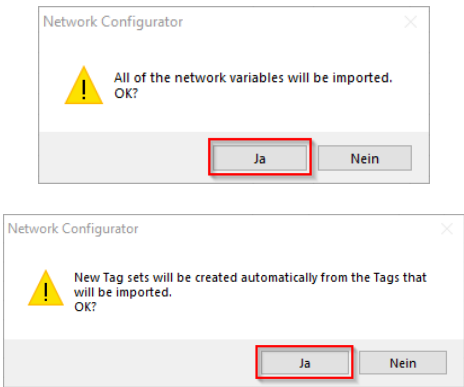 Network Configurator
All of the network variables will be imported.
OK?
Ja
Nein
Network Configurator
New Tag sets will be created automatically from the Tags that
will be imported.
OK?
Ja
Nein